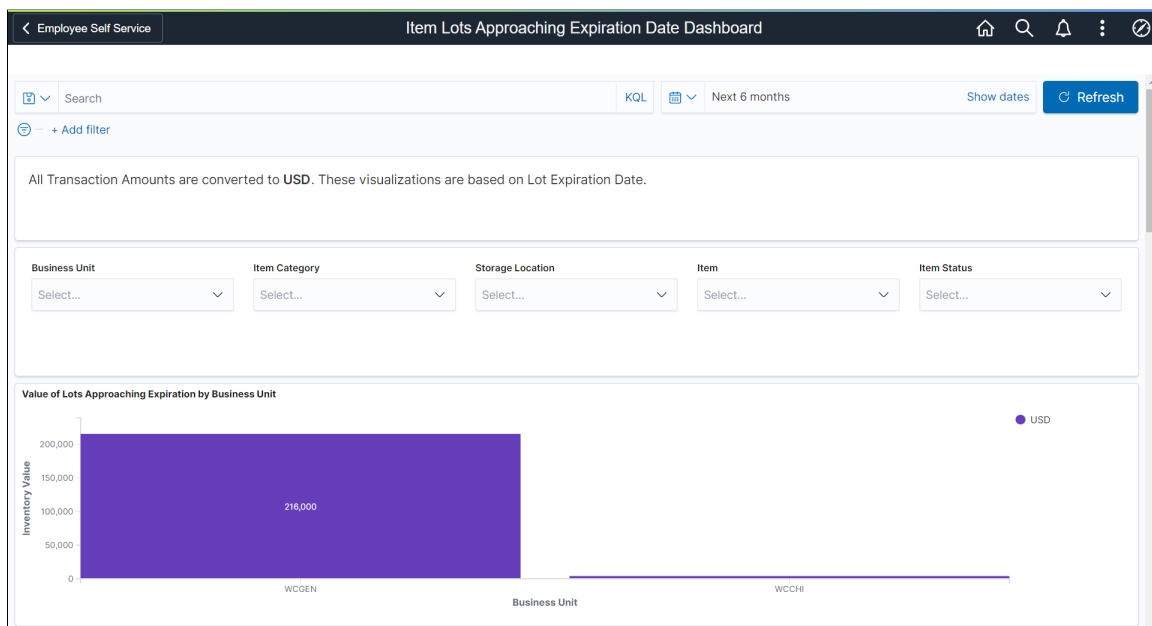 Employee Self Service
Item Lots Approaching Expiration Date Dashboard
Search
KQL
Next 6 months
Show dates
Refresh
+ Add filter
All Transaction Amounts are converted to USD. These visualizations are based on Lot Expiration Date.
Business Unit
Item Category
Storage Location
Item
Item Status
Select...
Select...
Select...
Select...
Select...
Value of Lots Approaching Expiration by Business Unit
USD
Inventory Value
200,000
150,000
100,000
50,000
0
216,000
WCGEN
WCCHI
Business Unit